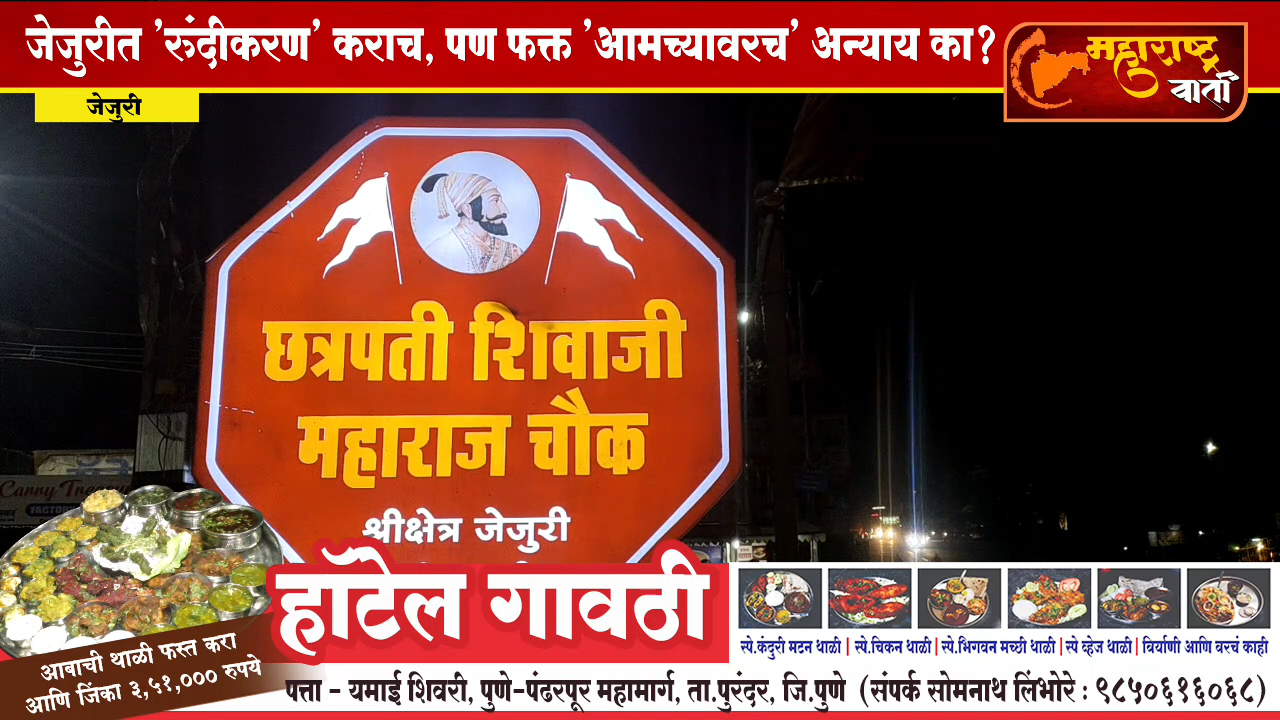 जेजुरीत 'रुंदीकरण' कराच, पण फक्त 'आमच्यावरच' अन्याय का?
महाराष्ट्र
वार्ता
जेजुरी
छत्रपती शिवाजी
महाराज चौक
श्रीक्षेत्र जेजुरी
हॉटेल गावठी
स्पे.कंदुरी मटन थाळी | स्पे.चिकन थाळी | स्पे.भिगवन मच्छी थाळी | स्पे व्हेज थाळी | बिर्याणी आणि बरचं काही
आबाची थाळी फस्त करा
आणि जिंका ३,५१,००० रुपये
पत्ता - यमाई शिवरी, पुणे-पंढरपूर महामार्ग, ता.पुरंदर, जि.पुणे (संपर्क सोमनाथ लिंभोरे : ९८५०६१६०६८)